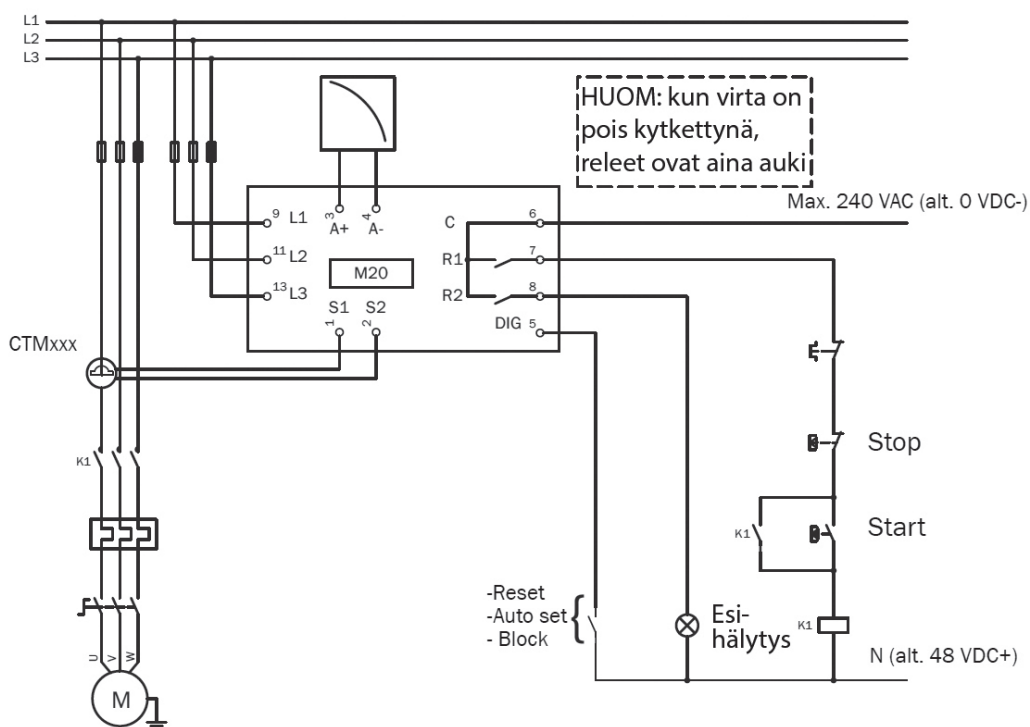 L1
L2
L3
HUOM: kun virta on
pois kytkettynä,
releet ovat aina auki
Max. 240 VAC (alt. 0 VDC-)
9 L1
3 A+
4 A-
C 6
11 L2
M20
R1 7
13 L3
S1
S2
R2 8
1
2
DIG 5
CTMxxx
K1
Stop
K1
Start
-Reset
-Auto set
- Block
Esi-
hälytys
K1
N (alt. 48 VDC+)
U
V
W
M